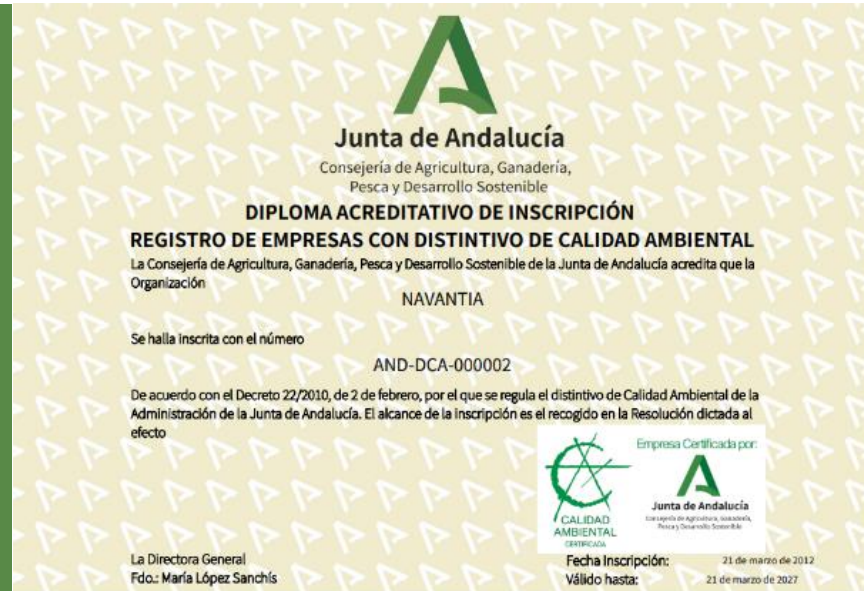 Junta de Andalucía
Consejería de Agricultura, Ganadería,
Pesca y Desarrollo Sostenible
DIPLOMA ACREDITATIVO DE INSCRIPCIÓN
REGISTRO DE EMPRESAS CON DISTINTIVO DE CALIDAD AMBIENTAL
La Consejería de Agricultura, Ganadería, Pesca y Desarrollo Sostenible de la Junta de Andalucía acredita que la
Organización
NAVANTIA
Se halla inscrita con el número
AND-DCA-000002
De acuerdo con el Decreto 22/2010, de 2 de febrero, por el que se regula el distintivo de Calidad Ambiental de la
Administración de la Junta de Andalucía. El alcance de la inscripción es el recogido en la Resolución dictada al
efecto
Empresa Certificada por:
Junta de Andalucía
Consejería de Agricultura, Ganadería,
Pesca y Desarrollo Sostenible
CALIDAD
AMBIENTAL
CERTIFICADA
La Directora General
Fdo.: María López Sanchís
Fecha Inscripción: 21 de marzo de 2012
Válido hasta: 21 de marzo de 2027